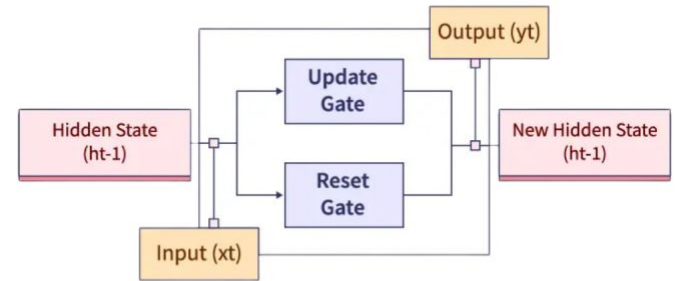 Output (yt)
Update
Gate
Hidden State
(ht-1)
New Hidden State
(ht-1)
Reset
Gate
Input (xt)